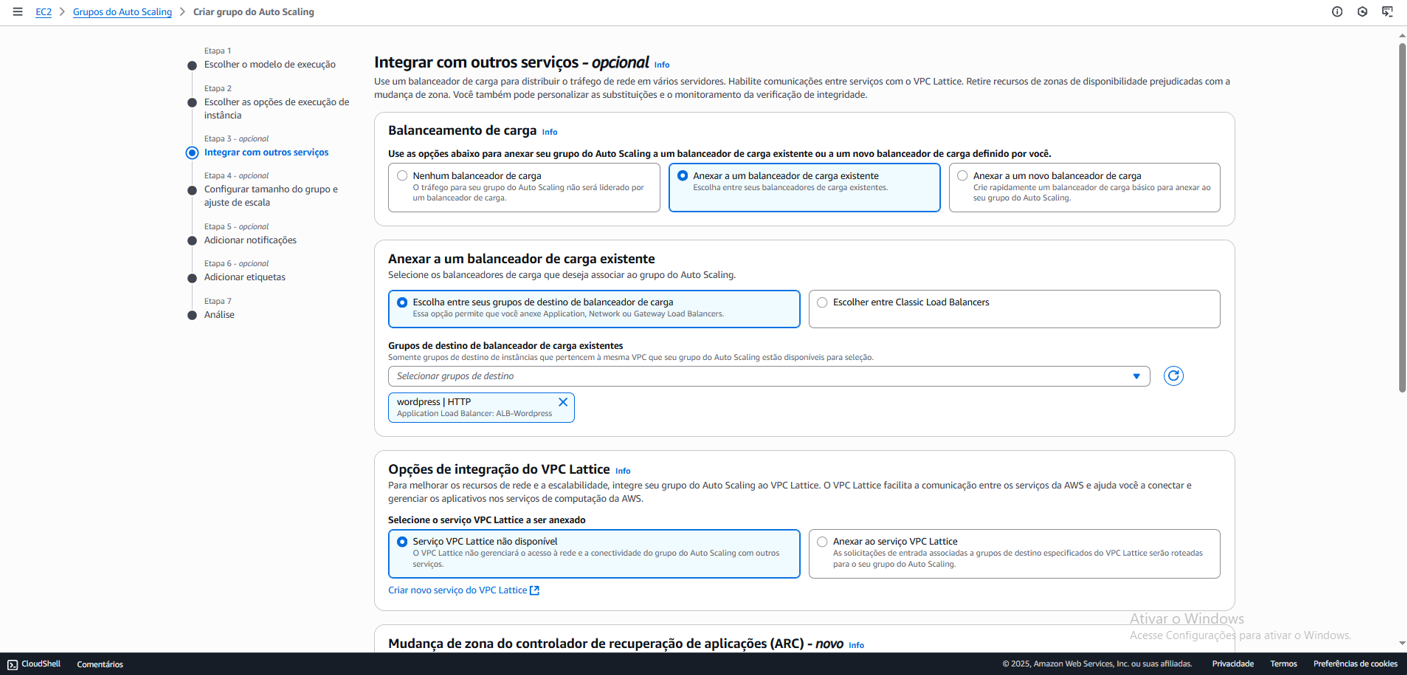 EC2 > Grupos do Auto Scaling > Criar grupo do Auto Scaling
Etapa 1
Escolher o modelo de execução
Etapa 2
Escolher as opções de execução de
instância
Etapa 3 - opcional
Integrar com outros serviços
Etapa 4 - opcional
Configurar tamanho do grupo e
ajuste de escala
Etapa 5 - opcional
Adicionar notificações
Etapa 6 - opcional
Adicionar etiquetas
Etapa 7
Análise
Integrar com outros serviços - opcional Info
Use um balanceador de carga para distribuir o tráfego de rede em vários servidores. Habilite comunicações entre serviços com o VPC Lattice. Retire recursos de zonas de disponibilidade prejudicadas com a
mudança de zona. Você também pode personalizar as substituições e o monitoramento da verificação de integridade.
Balanceamento de carga Info
Use as opções abaixo para anexar seu grupo do Auto Scaling a um balanceador de carga existente ou a um novo balanceador de carga definido por você.
Nenhum balanceador de carga
O tráfego para seu grupo do Auto Scaling não será liderado por
um balanceador de carga.
Anexar a um balanceador de carga existente
Escolha entre seus balanceadores de carga existentes.
Anexar a um novo balanceador de carga
Crie rapidamente um balanceador de carga básico para anexar ao
seu grupo do Auto Scaling.
Anexar a um balanceador de carga existente
Selecione os balanceadores de carga que deseja associar ao grupo do Auto Scaling.
Escolha entre seus grupos de destino de balanceador de carga
Essa opção permite que você anexe Application, Network ou Gateway Load Balancers.
Escolher entre Classic Load Balancers
Grupos de destino de balanceador de carga existentes
Somente grupos de destino de instâncias que pertencem à mesma VPC que seu grupo do Auto Scaling estão disponíveis para seleção.
Selecionar grupos de destino
wordpress | HTTP
Application Load Balancer: ALB-Wordpress
Opções de integração do VPC Lattice Info
Para melhorar os recursos de rede e a escalabilidade, integre seu grupo do Auto Scaling ao VPC Lattice. O VPC Lattice facilita a comunicação entre os serviços da AWS e ajuda você a conectar e
gerenciar os aplicativos nos serviços de computação da AWS.
Selecione o serviço VPC Lattice a ser anexado
Serviço VPC Lattice não disponível
O VPC Lattice não gerenciará o acesso à rede e a conectividade do grupo do Auto Scaling com outros
serviços.
Anexar ao serviço VPC Lattice
As solicitações de entrada associadas a grupos de destino especificados do VPC Lattice serão roteadas
para o seu grupo do Auto Scaling.
Criar novo serviço do VPC Lattice
Mudança de zona do controlador de recuperação de aplicações (ARC) - novo Info
Ativar o Windows
Acesse Configurações para ativar o Windows.
CloudShell Comentários © 2025, Amazon Web Services, Inc. ou suas afiliadas. Privacidade Termos Preferências de cookies